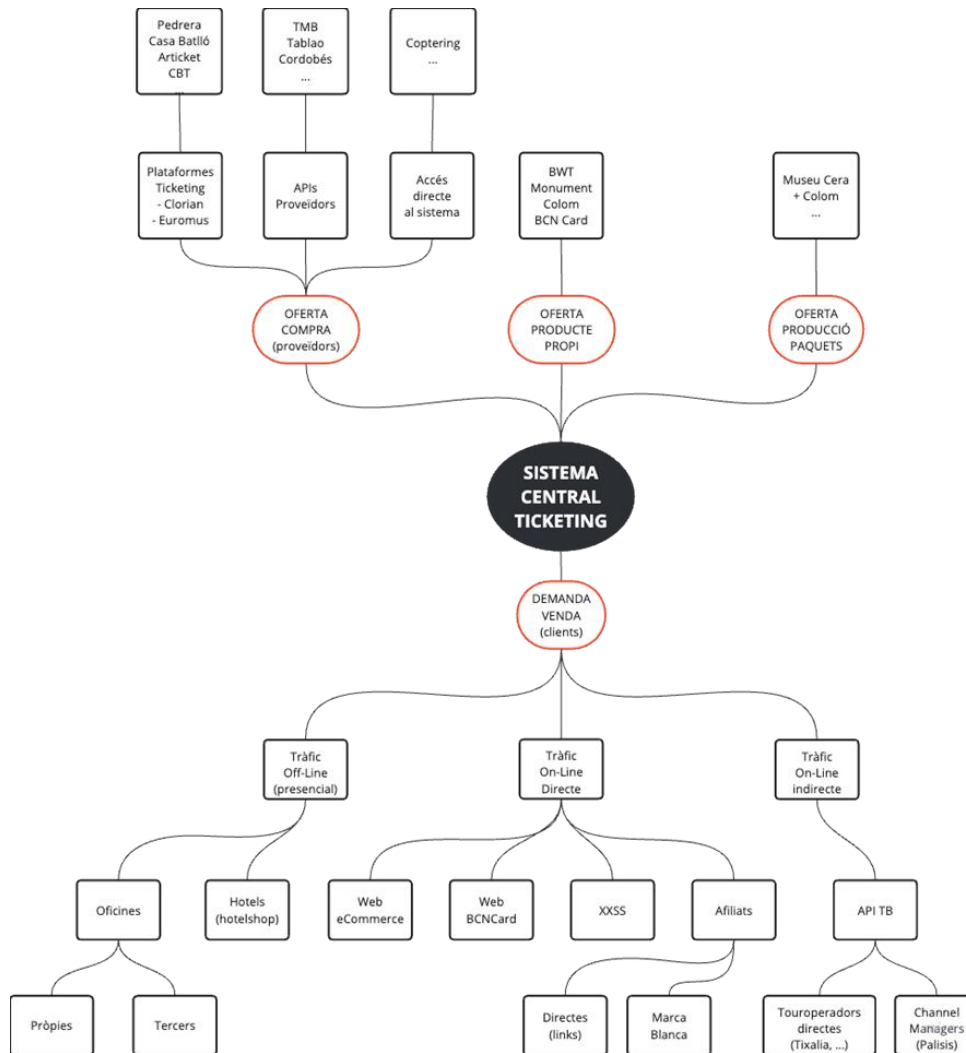 Pedrera
Casa Batlló
Articket
CBT
...
TMB
Tablao
Cordobés
...
Coptering
...
Plataformes
Ticketing
- Clorian
- Euromus
APIs
Proveïdors
Accés
directe
al sistema
BWT
Monument
Colom
BCN Card
Museu Cera
+ Colom
...
OFERTA
COMPRA
(proveïdors)
OFERTA
PRODUCTE
PROPI
OFERTA
PRODUCCIÓ
PAQUETS
SISTEMA
CENTRAL
TICKETING
DEMANDA
VENDA
(clients)
Tràfic
Off-Line
(presencial)
Tràfic
On-Line
Directe
Tràfic
On-Line
indirecte
Oficines
Hotels
(hotelshop)
Web
eCommerce
Web
BCNCard
XXSS
Afiliats
API TB
Pròpies
Tercers
Directes
(links)
Marca
Blanca
Touroperadors
directes
(Tixalia, ...)
Channel
Managers
(Palisis)